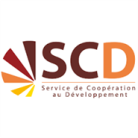 SCD
Service de Coopération
au Développement